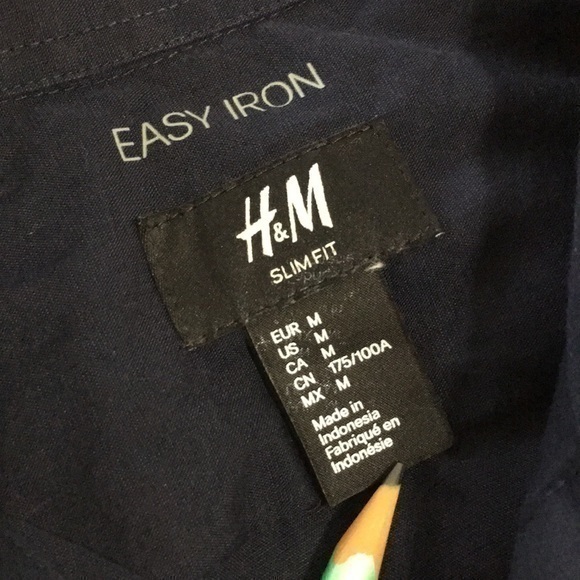 EASY IRON
H&M
SLIM FIT
EUR M
US M
CA M
CN 175/100A
MX M
Made in
Indonesia
Fabriqué en
Indonésie